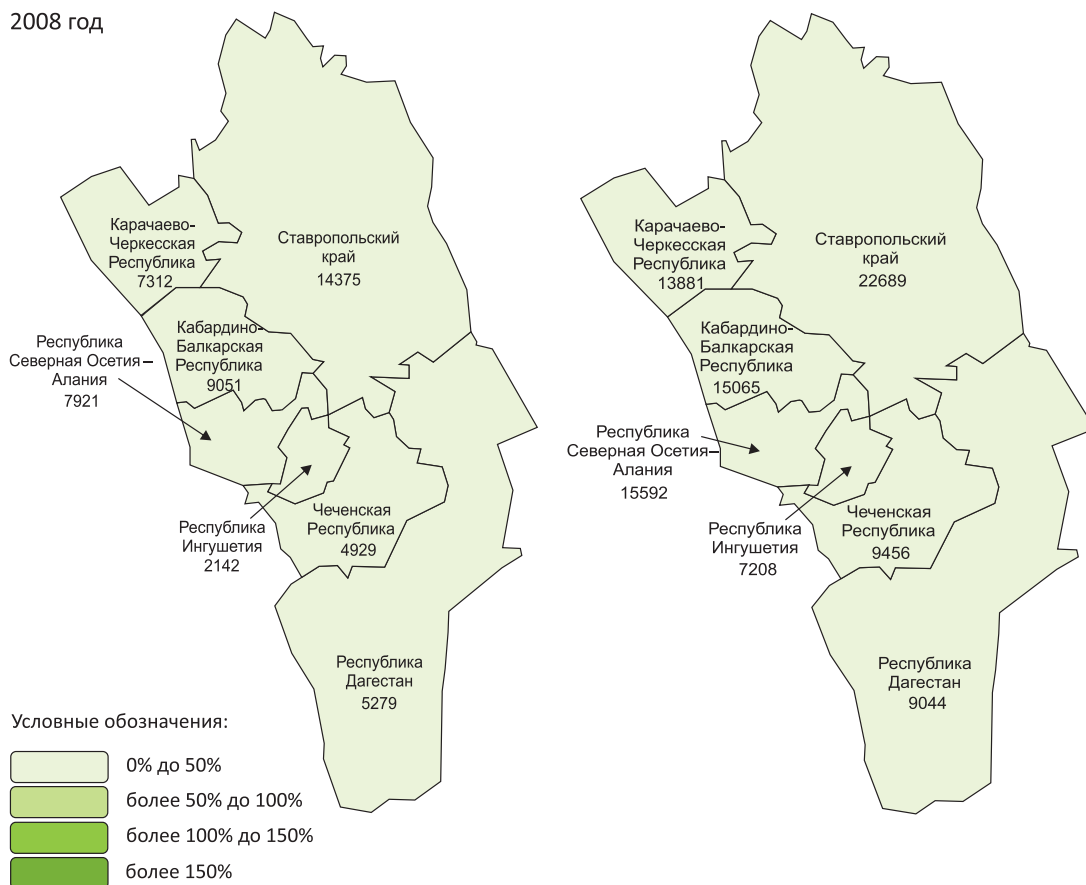 2008 год
Карачаево-
Черкесская
Республика
7312
Ставропольский
край
14375
Республика
Северная Осетия–
Алания
7921
Кабардино-
Балкарская
Республика
9051
Республика
Ингушетия
2142
Чеченская
Республика
4929
Республика
Дагестан
5279
Карачаево-
Черкесская
Республика
13881
Ставропольский
край
22689
Кабардино-
Балкарская
Республика
15065
Республика
Северная Осетия–
Алания
15592
Республика
Ингушетия
7208
Чеченская
Республика
9456
Республика
Дагестан
9044
Условные обозначения:
0% до 50%
более 50% до 100%
более 100% до 150%
более 150%